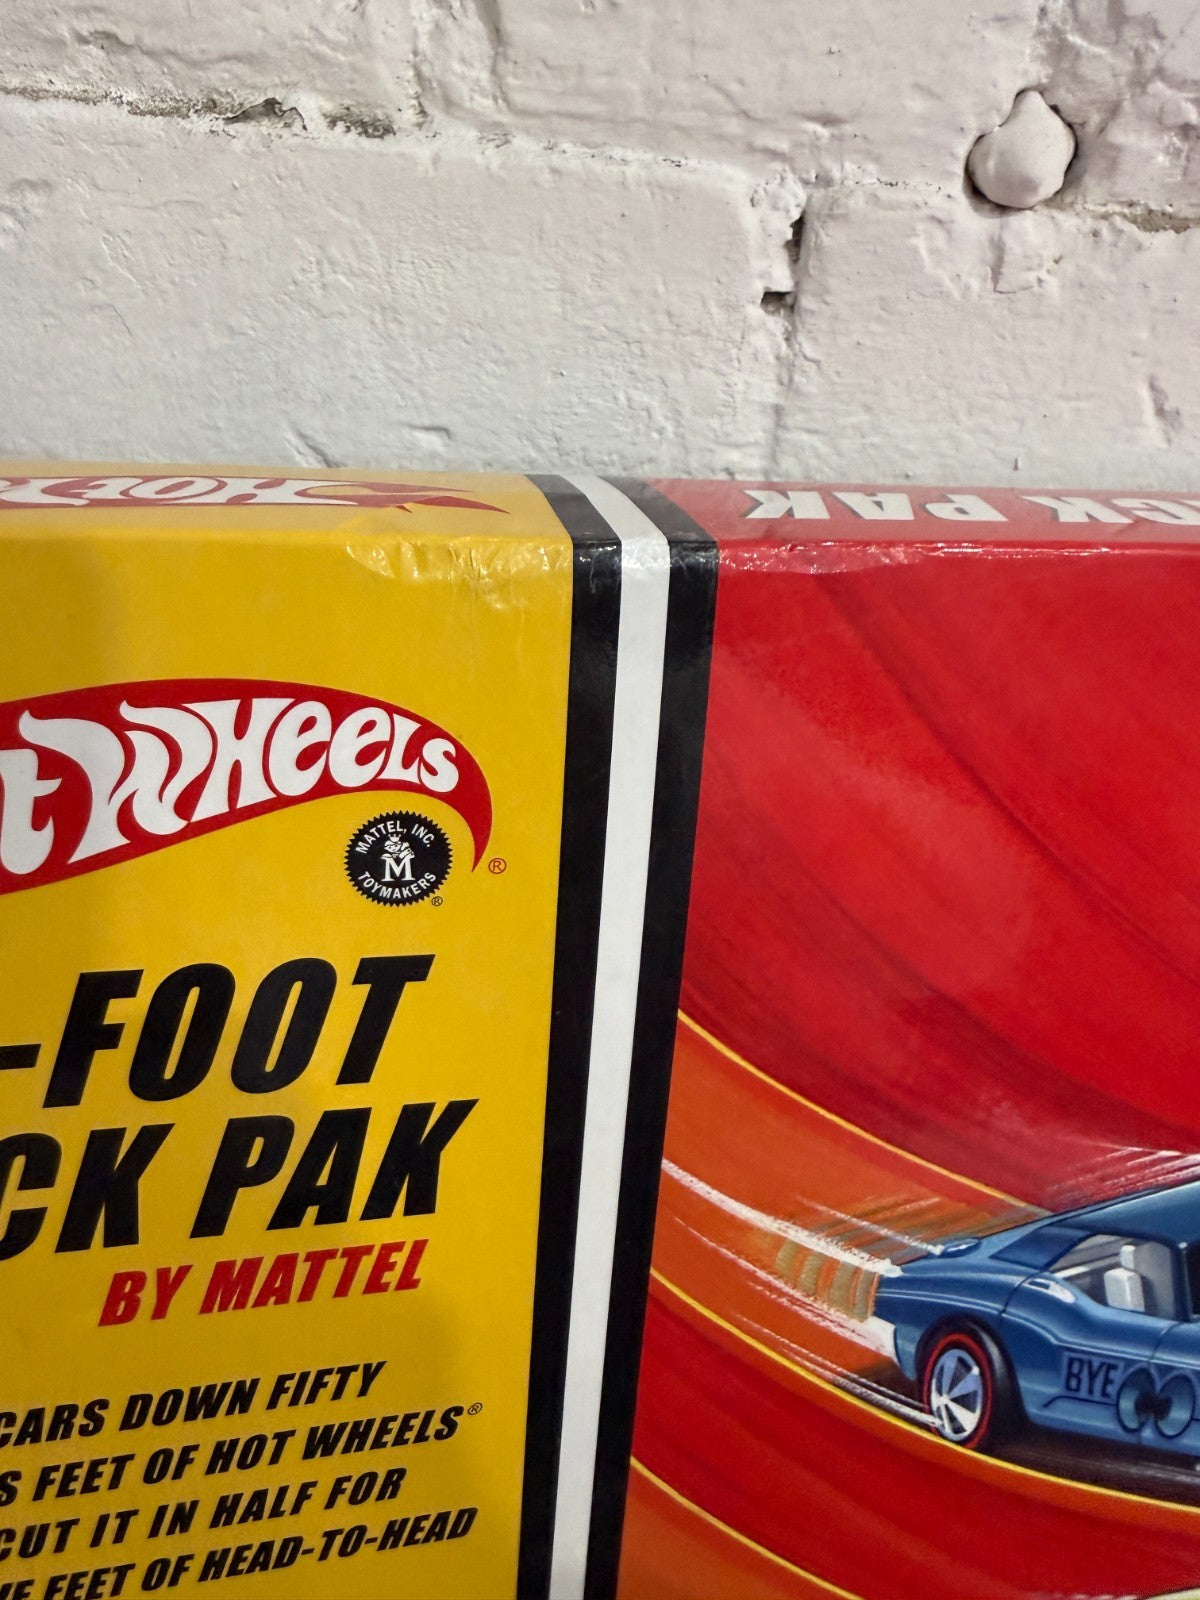 HOT
CK PAK
t WHEELS
MATTEL, INC.
M
TOYMAKERS
®
®
-FOOT
CK PAK
BY MATTEL
CARS DOWN FIFTY
S FEET OF HOT WHEELS®
CUT IT IN HALF FOR
FEET OF HEAD-TO-HEAD
BYE